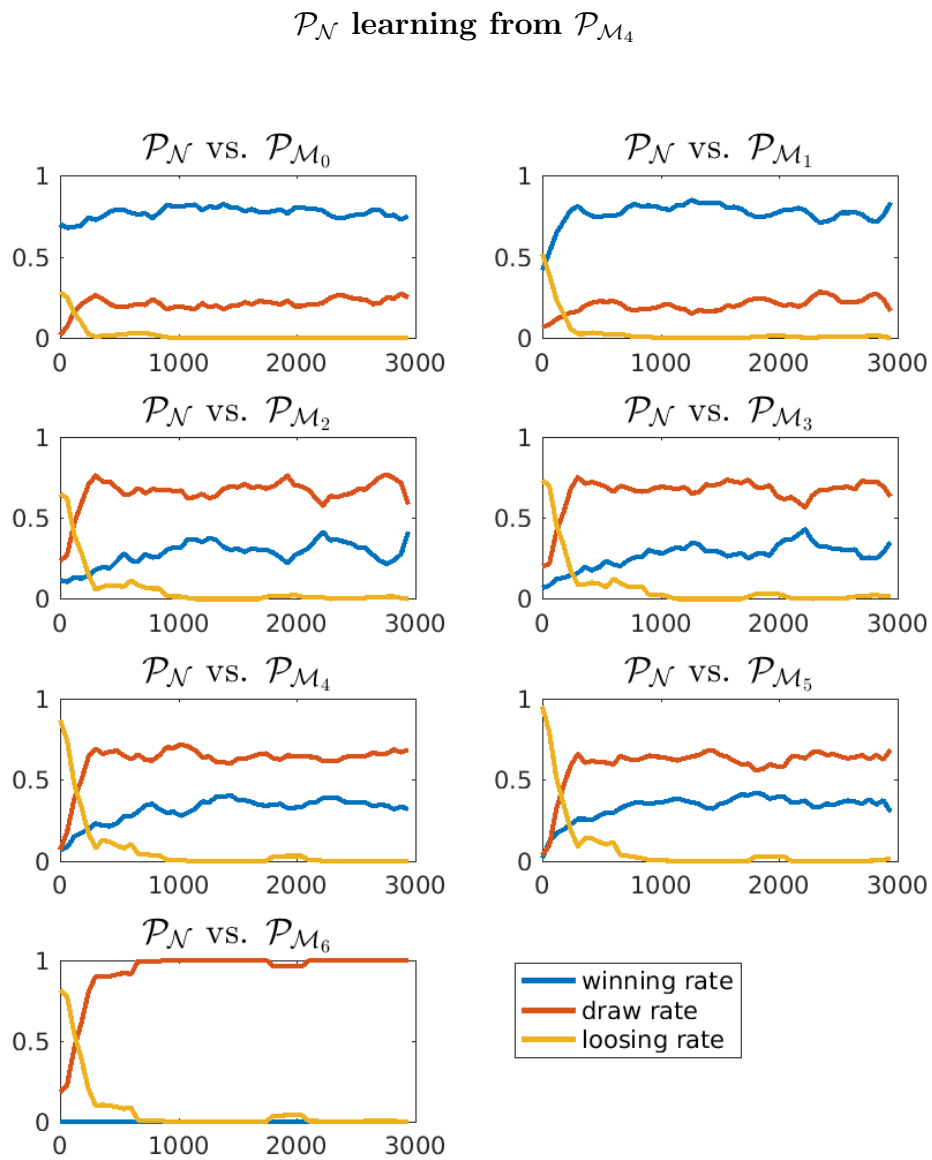 𝒫_𝒩 learning from 𝒫_ℳ₄
𝒫_𝒩 vs. 𝒫_ℳ₀
𝒫_𝒩 vs. 𝒫_ℳ₁
1
0.5
0
0 1000 2000 3000
1
0.5
0
0 1000 2000 3000
𝒫_𝒩 vs. 𝒫_ℳ₂
𝒫_𝒩 vs. 𝒫_ℳ₃
1
0.5
0
0 1000 2000 3000
1
0.5
0
0 1000 2000 3000
𝒫_𝒩 vs. 𝒫_ℳ₄
𝒫_𝒩 vs. 𝒫_ℳ₅
1
0.5
0
0 1000 2000 3000
1
0.5
0
0 1000 2000 3000
𝒫_𝒩 vs. 𝒫_ℳ₆
1
0.5
0
0 1000 2000 3000
winning rate
draw rate
loosing rate